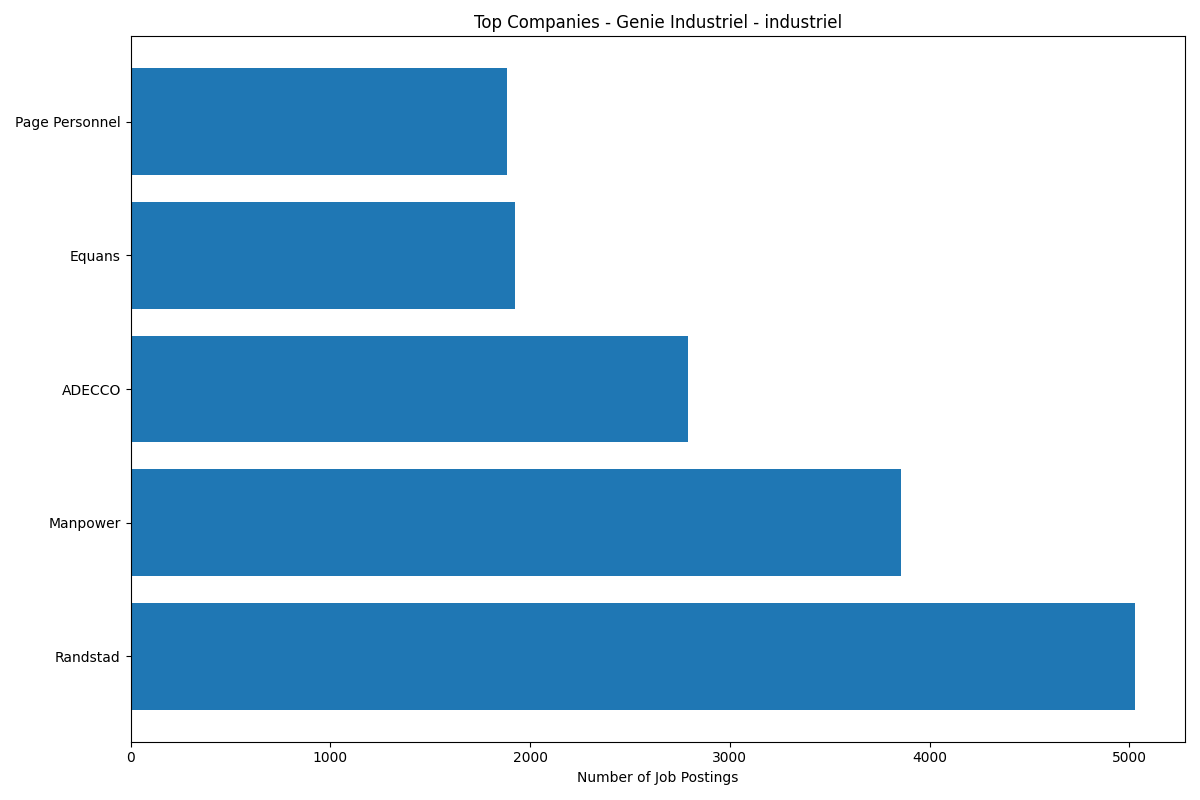 Top Companies - Genie Industriel - industriel
Page Personnel
Equans
ADECCO
Manpower
Randstad
0 1000 2000 3000 4000 5000
Number of Job Postings